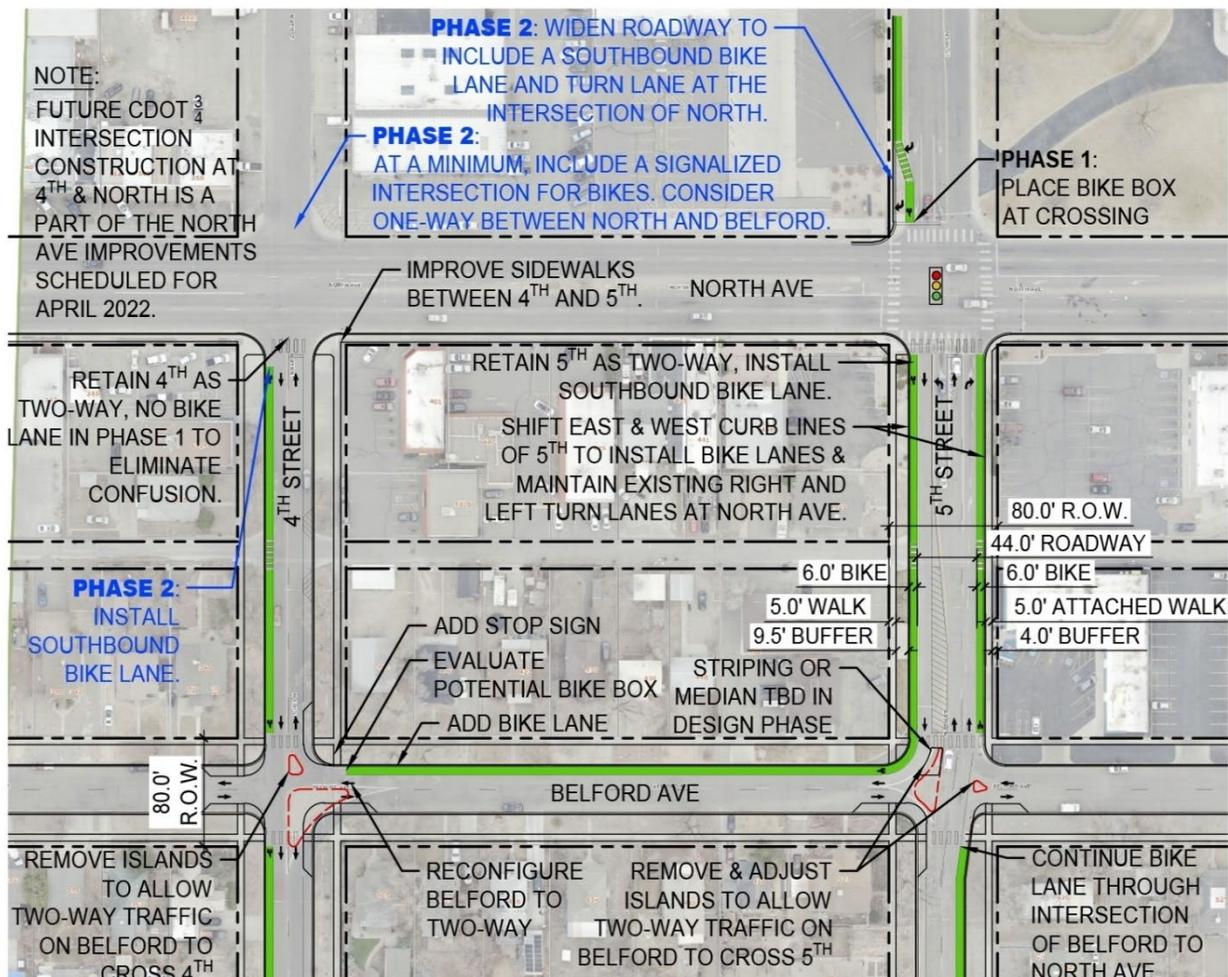 PHASE 2: WIDEN ROADWAY TO
INCLUDE A SOUTHBOUND BIKE
LANE AND TURN LANE AT THE
INTERSECTION OF NORTH.
NOTE:
FUTURE CDOT 3/4
INTERSECTION
CONSTRUCTION AT
4TH & NORTH IS A
PART OF THE NORTH
AVE IMPROVEMENTS
SCHEDULED FOR
APRIL 2022.
PHASE 2:
AT A MINIMUM, INCLUDE A SIGNALIZED
INTERSECTION FOR BIKES. CONSIDER
ONE-WAY BETWEEN NORTH AND BELFORD.
PHASE 1:
PLACE BIKE BOX
AT CROSSING
IMPROVE SIDEWALKS
BETWEEN 4TH AND 5TH.
NORTH AVE
RETAIN 4TH AS
TWO-WAY, NO BIKE
LANE IN PHASE 1 TO
ELIMINATE
CONFUSION.
4TH STREET
RETAIN 5TH AS TWO-WAY, INSTALL
SOUTHBOUND BIKE LANE.
SHIFT EAST & WEST CURB LINES
OF 5TH TO INSTALL BIKE LANES &
MAINTAIN EXISTING RIGHT AND
LEFT TURN LANES AT NORTH AVE.
5TH STREET
80.0' R.O.W.
44.0' ROADWAY
6.0' BIKE
6.0' BIKE
5.0' WALK
5.0' ATTACHED WALK
9.5' BUFFER
4.0' BUFFER
PHASE 2:
INSTALL
SOUTHBOUND
BIKE LANE.
ADD STOP SIGN
EVALUATE
POTENTIAL BIKE BOX
ADD BIKE LANE
STRIPING OR
MEDIAN TBD IN
DESIGN PHASE
80.0'
R.O.W.
BELFORD AVE
REMOVE ISLANDS
TO ALLOW
TWO-WAY TRAFFIC
ON BELFORD TO
CROSS 4TH
RECONFIGURE
BELFORD TO
TWO-WAY
REMOVE & ADJUST
ISLANDS TO ALLOW
TWO-WAY TRAFFIC ON
BELFORD TO CROSS 5TH
CONTINUE BIKE
LANE THROUGH
INTERSECTION
OF BELFORD TO
NORTH AVE